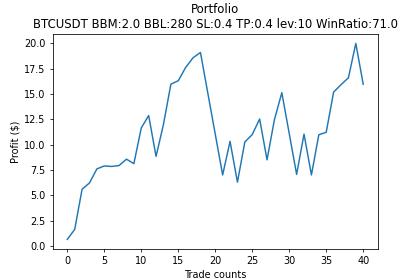 Portfolio
BTCUSDT BBM:2.0 BBL:280 SL:0.4 TP:0.4 lev:10 WinRatio:71.0
20.0
17.5
15.0
12.5
10.0
7.5
5.0
2.5
0.0
Profit ($)
0 5 10 15 20 25 30 35 40
Trade counts